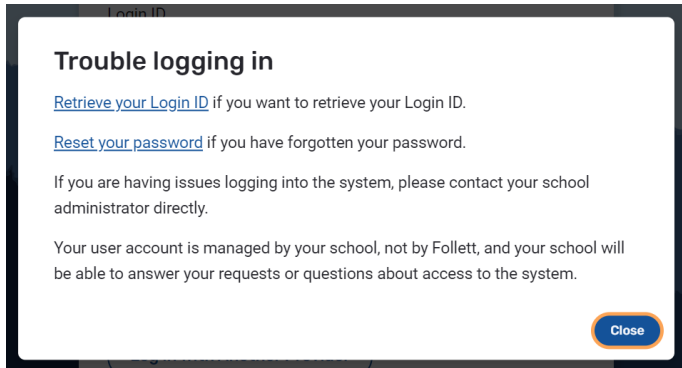 Login ID
Trouble logging in
Retrieve your Login ID if you want to retrieve your Login ID.
Reset your password if you have forgotten your password.
If you are having issues logging into the system, please contact your school
administrator directly.
Your user account is managed by your school, not by Follett, and your school will
be able to answer your requests or questions about access to the system.
Close